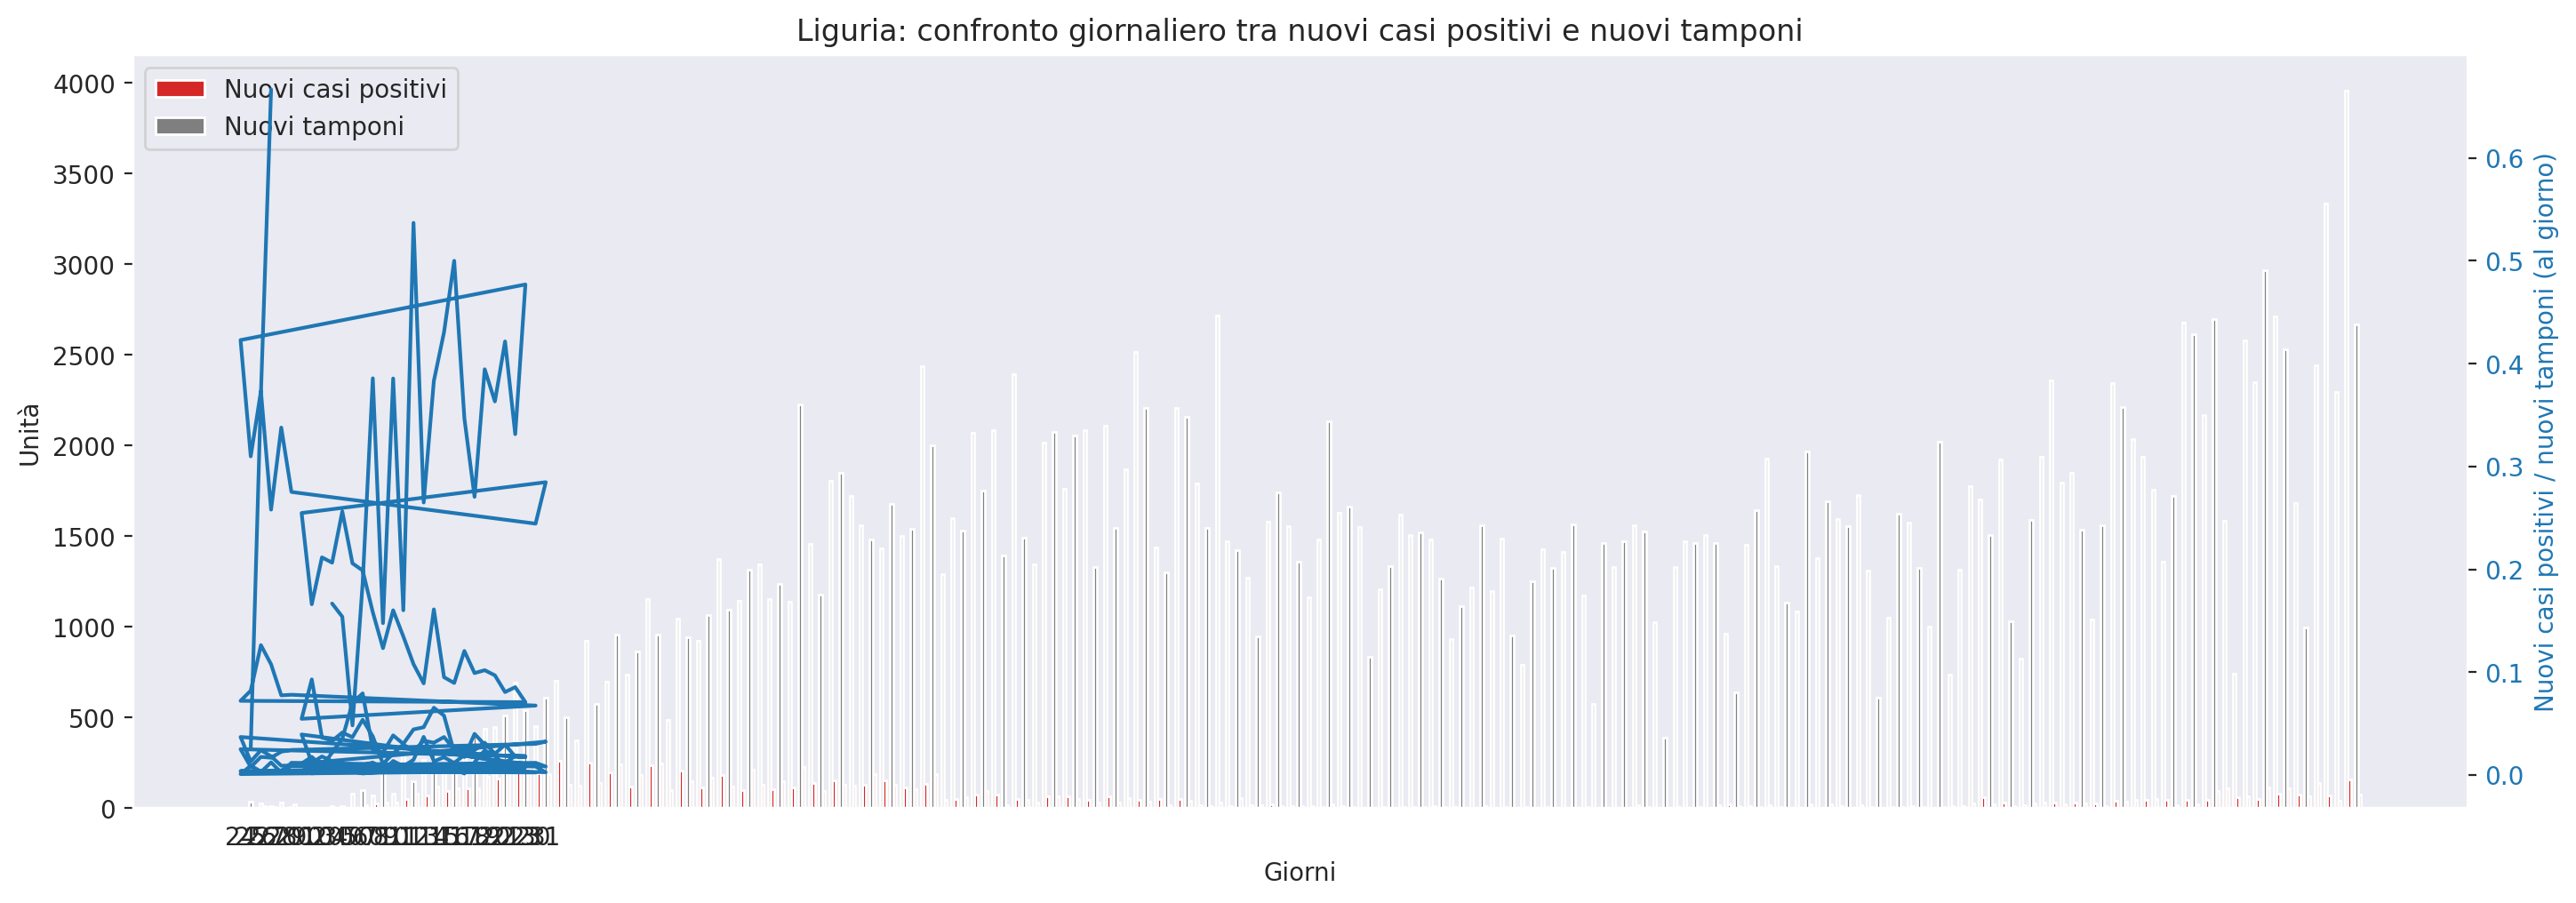 Liguria: confronto giornaliero tra nuovi casi positivi e nuovi tamponi
Nuovi casi positivi
Nuovi tamponi
4000
3500
3000
2500
2000
1500
1000
500
0
Unità
0.6
0.5
0.4
0.3
0.2
0.1
0.0
Nuovi casi positivi / nuovi tamponi (al giorno)
Giorni